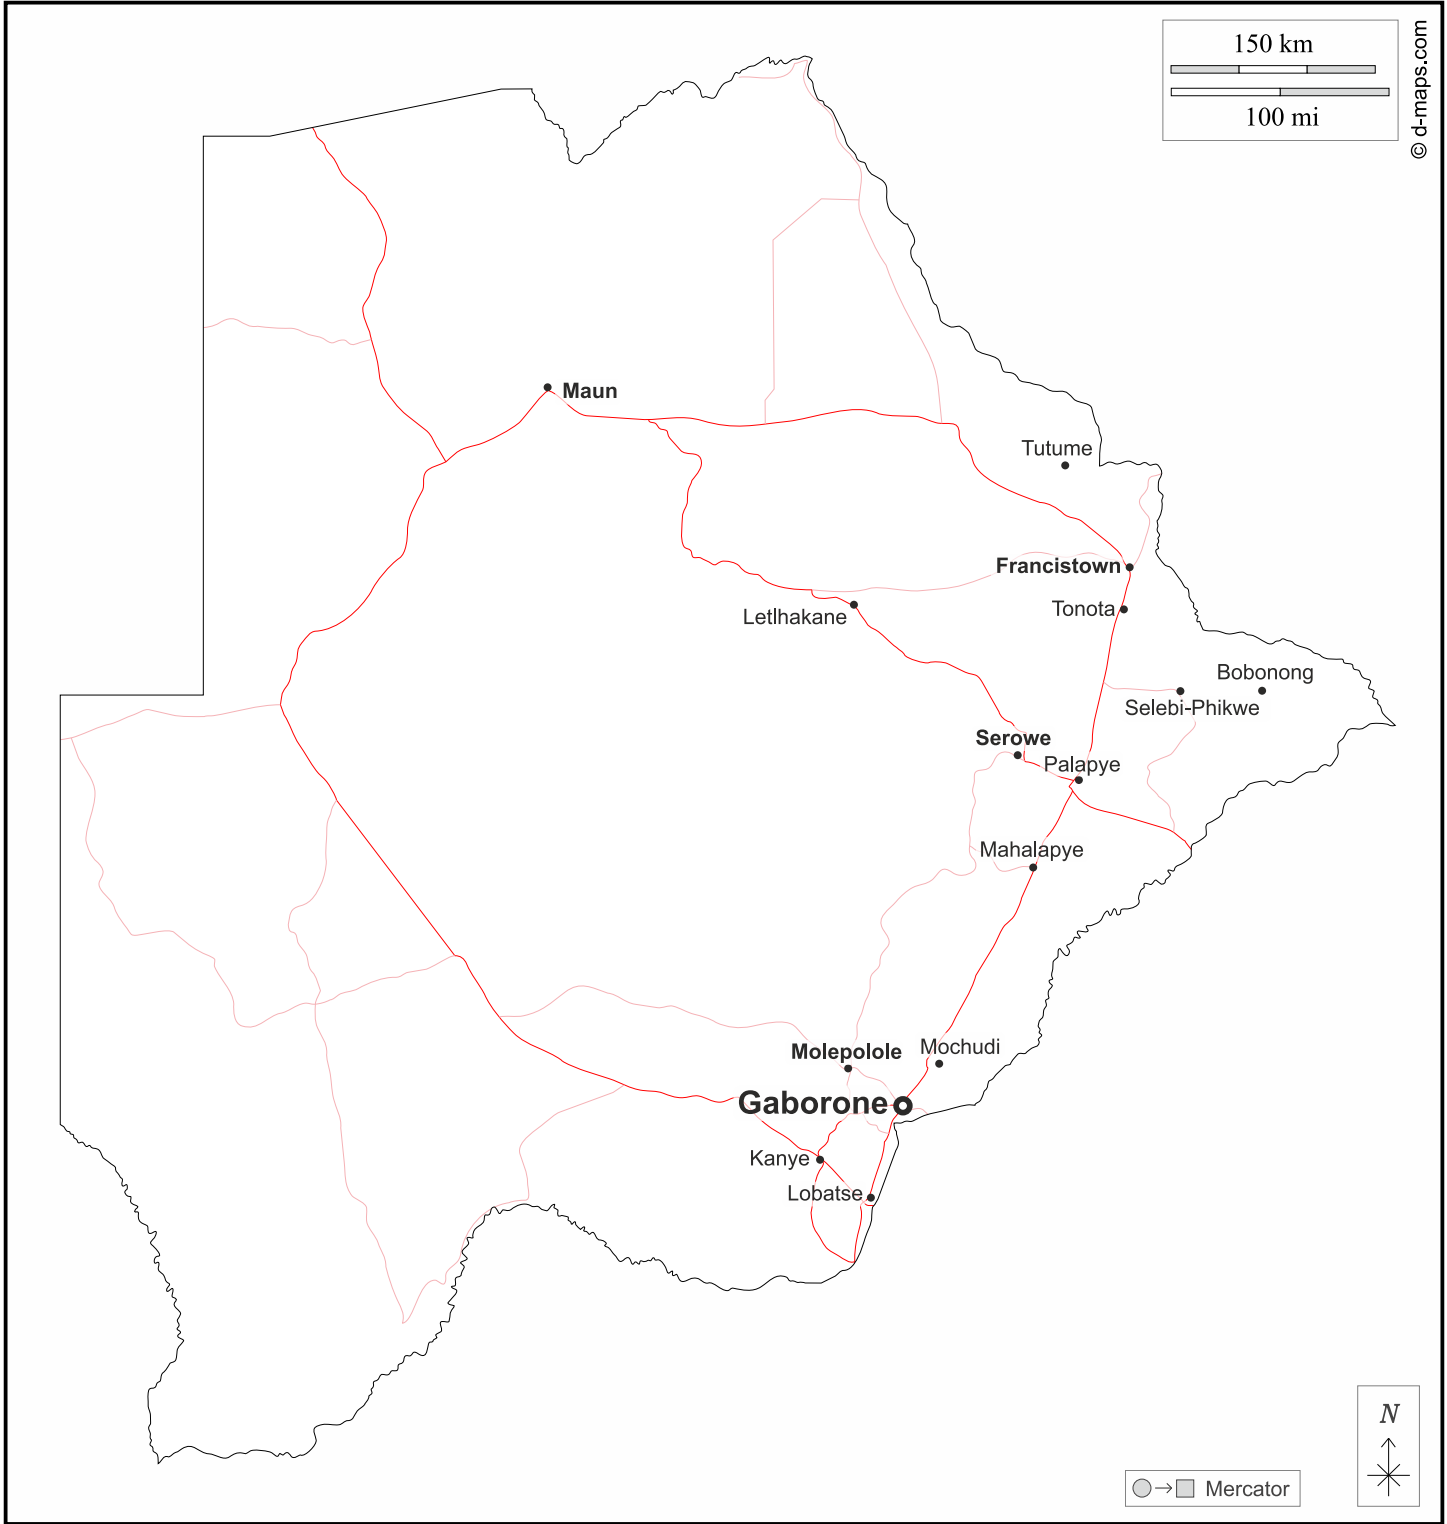 150 km
100 mi
© d-maps.com
Maun
Tutume
Francistown
Tonota
Letlhakane
Bobonong
Selebi-Phikwe
Serowe
Palapye
Mahalapye
Mochudi
Molepolole
Gaborone
Kanye
Lobatse
N
Mercator